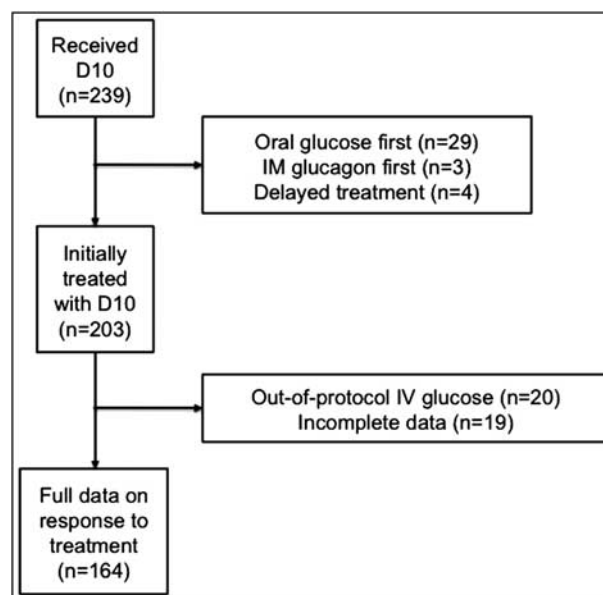 Received
D10
(n=239)
Oral glucose first (n=29)
IM glucagon first (n=3)
Delayed treatment (n=4)
Initially
treated
with D10
(n=203)
Out-of-protocol IV glucose (n=20)
Incomplete data (n=19)
Full data on
response to
treatment
(n=164)